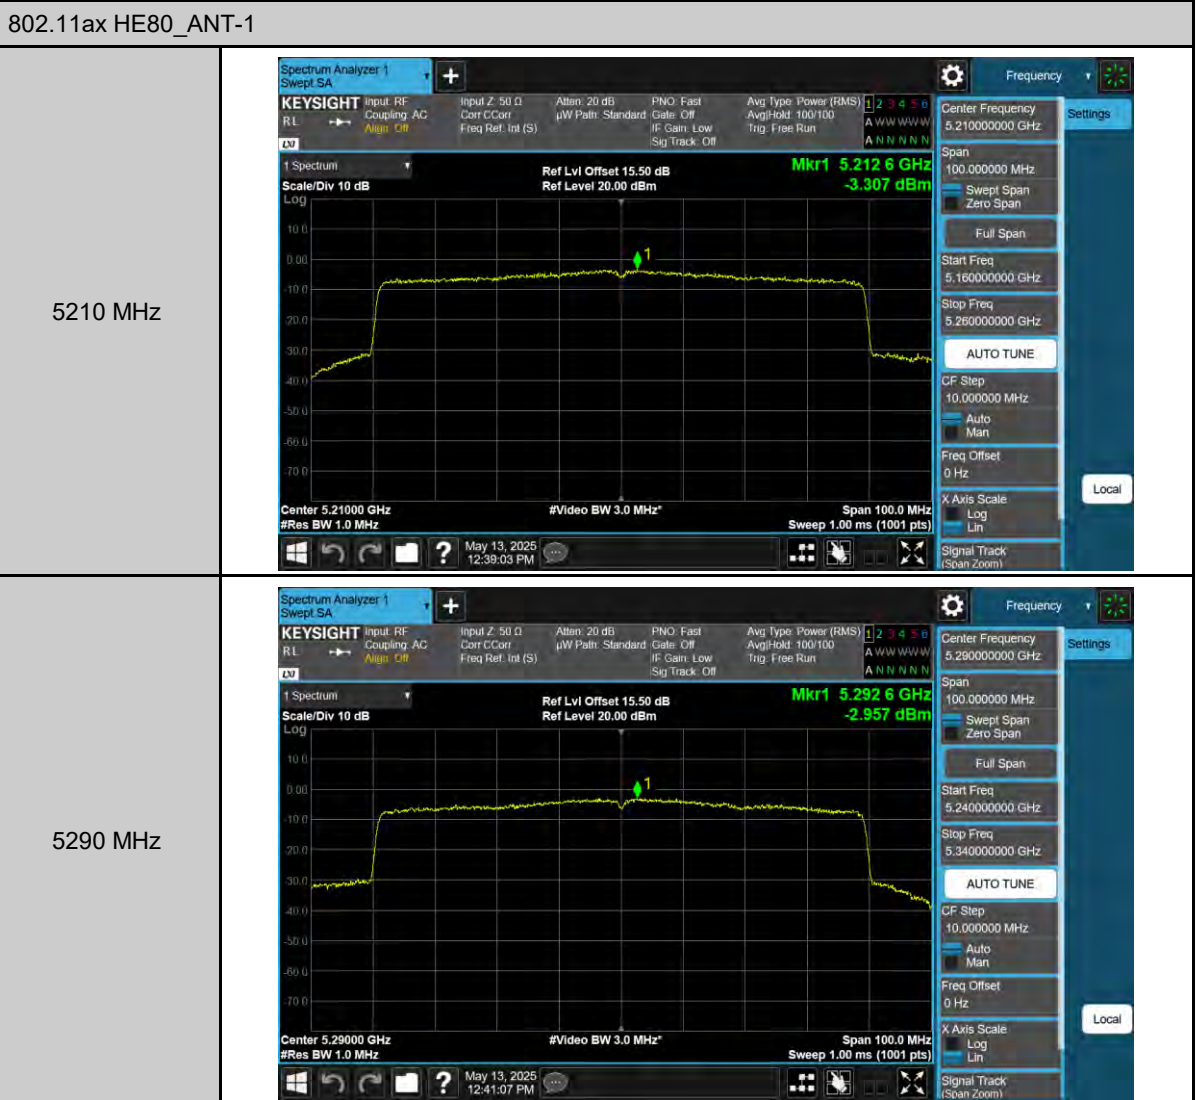 802.11ax HE80_ANT-1
5210 MHz
Spectrum Analyzer 1
Swept SA
Frequency
KEYSIGHT
RL
LXI
Input: RF
Coupling: AC
Align: Off
Input Z: 50 Ω
Corr CCorr
Freq Ref: Int (S)
Atten: 20 dB
µW Path: Standard
PNO: Fast
Gate: Off
IF Gain: Low
Sig Track: Off
Avg Type: Power (RMS)
Avg|Hold: 100/100
Trig: Free Run
1 2 3 4 5 6
A W W W W W
A N N N N N
1 Spectrum
Scale/Div 10 dB
Log
Ref Lvl Offset 15.50 dB
Ref Level 20.00 dBm
Mkr1 5.212 6 GHz
-3.307 dBm
1
10.0
0.00
-10.0
-20.0
-30.0
-40.0
-50.0
-60.0
-70.0
Center 5.21000 GHz
#Res BW 1.0 MHz
#Video BW 3.0 MHz*
Span 100.0 MHz
Sweep 1.00 ms (1001 pts)
?
May 13, 2025
12:39:03 PM
Center Frequency
5.210000000 GHz
Span
100.000000 MHz
Swept Span
Zero Span
Full Span
Start Freq
5.160000000 GHz
Stop Freq
5.260000000 GHz
AUTO TUNE
CF Step
10.000000 MHz
Auto
Man
Freq Offset
0 Hz
X Axis Scale
Log
Lin
Signal Track
(Span Zoom)
Settings
Local
5290 MHz
Spectrum Analyzer 1
Swept SA
Frequency
KEYSIGHT
RL
LXI
Input: RF
Coupling: AC
Align: Off
Input Z: 50 Ω
Corr CCorr
Freq Ref: Int (S)
Atten: 20 dB
µW Path: Standard
PNO: Fast
Gate: Off
IF Gain: Low
Sig Track: Off
Avg Type: Power (RMS)
Avg|Hold: 100/100
Trig: Free Run
1 2 3 4 5 6
A W W W W W
A N N N N N
1 Spectrum
Scale/Div 10 dB
Log
Ref Lvl Offset 15.50 dB
Ref Level 20.00 dBm
Mkr1 5.292 6 GHz
-2.957 dBm
1
10.0
0.00
-10.0
-20.0
-30.0
-40.0
-50.0
-60.0
-70.0
Center 5.29000 GHz
#Res BW 1.0 MHz
#Video BW 3.0 MHz*
Span 100.0 MHz
Sweep 1.00 ms (1001 pts)
?
May 13, 2025
12:41:07 PM
Center Frequency
5.290000000 GHz
Span
100.000000 MHz
Swept Span
Zero Span
Full Span
Start Freq
5.240000000 GHz
Stop Freq
5.340000000 GHz
AUTO TUNE
CF Step
10.000000 MHz
Auto
Man
Freq Offset
0 Hz
X Axis Scale
Log
Lin
Signal Track
(Span Zoom)
Settings
Local